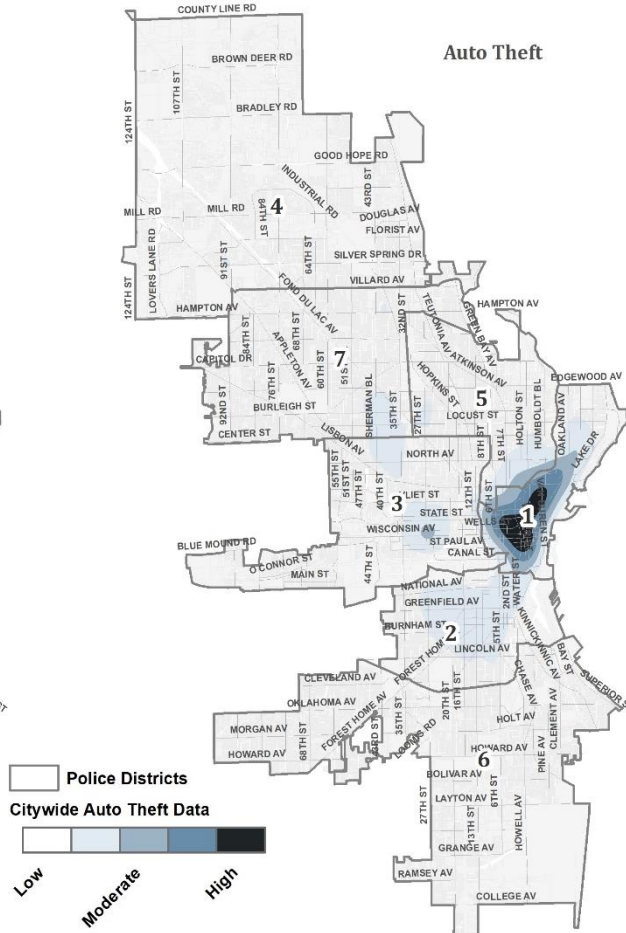 COUNTY LINE RD
Auto Theft
BROWN DEER RD
107TH ST
124TH ST
BRADLEY RD
GOOD HOPE RD
INDUSTRIAL RD
43RD ST
4
84TH ST
MILL RD
MILL RD
DOUGLAS AV
FLORIST AV
LOVERS LANE RD
91ST ST
64TH ST
SILVER SPRING DR
124TH ST
VILLARD AV
HAMPTON AV
FOND DU LAC AV
32ND ST
TEUTONIA AV
GREEN BAY AV
HAMPTON AV
84TH ST
68TH ST
CAPITOL DR
APPLETON AV
7
60TH ST
ATKINSON AV
76TH ST
HOPKINS ST
5
EDGEWOOD AV
92ND ST
BURLEIGH ST
SHERMAN BL
35TH ST
27TH ST
LOCUST ST
HOLTON ST
HUMBOLDT BL
OAKLAND AV
CENTER ST
LISBON AV
8TH ST
7TH ST
LAKE DR
NORTH AV
55TH ST
51ST ST
47TH ST
40TH ST
12TH ST
6TH ST
3
STATE ST
1
WISCONSIN AV
WELLS
BLUE MOUND RD
ST PAUL AV
CANAL ST
O'CONNOR ST
44TH ST
MAIN ST
NATIONAL AV
2ND ST
WATER ST
GREENFIELD AV
BURNHAM ST
2
5TH ST
KINNICKINNIC AV
LINCOLN AV
BAY ST
CLEVELAND AV
CHASE AV
OKLAHOMA AV
FOREST HOME AV
35TH ST
20TH ST
16TH ST
CLEMENT AV
MORGAN AV
68TH ST
LOOMIS RD
HOLT AV
HOWARD AV
HOWARD AV
6
PINE AV
BOLIVAR AV
27TH ST
LAYTON AV
6TH ST
13TH ST
HOWELL AV
GRANGE AV
RAMSEY AV
COLLEGE AV
Police Districts
Citywide Auto Theft Data
Low
Moderate
High